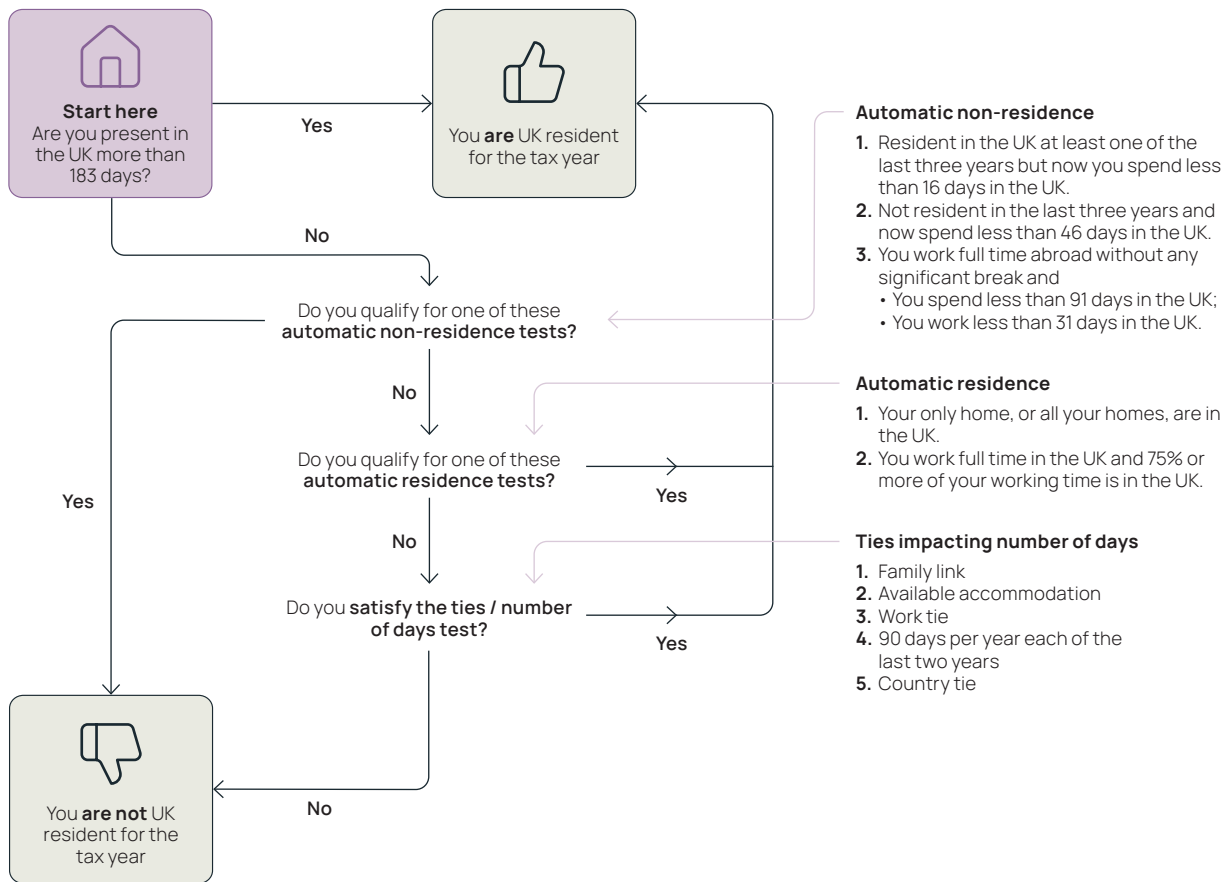 Start here
Are you present in
the UK more than
183 days?
Yes
You are UK resident
for the tax year
No
Do you qualify for one of these
automatic non-residence tests?
No
Yes
Do you qualify for one of these
automatic residence tests?
Yes
No
Do you satisfy the ties / number
of days test?
Yes
No
You are not UK
resident for the
tax year
Automatic non-residence
1. Resident in the UK at least one of the
last three years but now you spend less
than 16 days in the UK.
2. Not resident in the last three years and
now spend less than 46 days in the UK.
3. You work full time abroad without any
significant break and
• You spend less than 91 days in the UK;
• You work less than 31 days in the UK.
Automatic residence
1. Your only home, or all your homes, are in
the UK.
2. You work full time in the UK and 75% or
more of your working time is in the UK.
Ties impacting number of days
1. Family link
2. Available accommodation
3. Work tie
4. 90 days per year each of the
last two years
5. Country tie